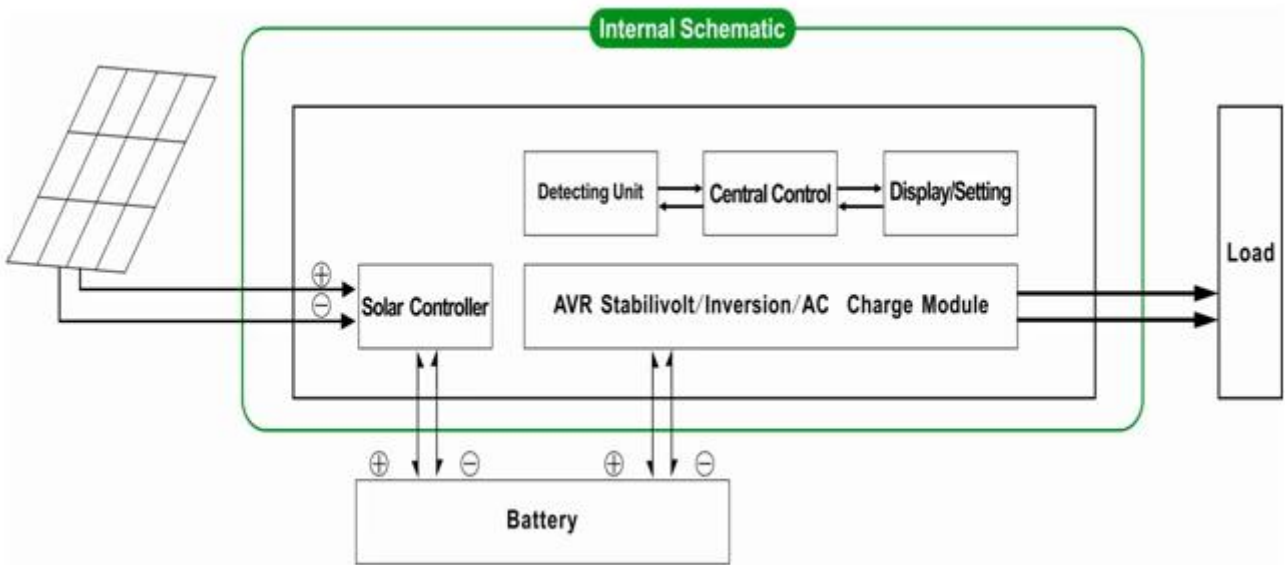 Internal Schematic
Detecting Unit
Central Control
Display/Setting
Load
⊕
⊖
Solar Controller
AVR Stabilivolt/Inversion/AC Charge Module
⊕ ⊖ ⊕ ⊖
Battery